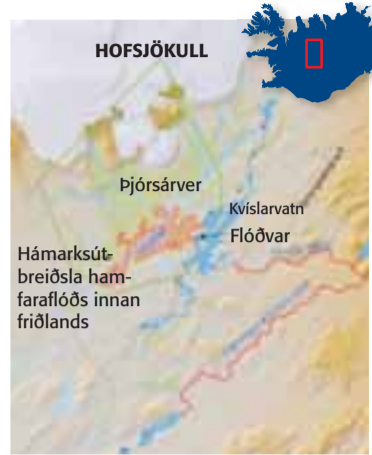 HOFSJÖKULL
Þjórsárver
Kvíslarvatn
Flóðvar
Hámarksút-
breiðsla ham-
faraflóðs innan
friðlands